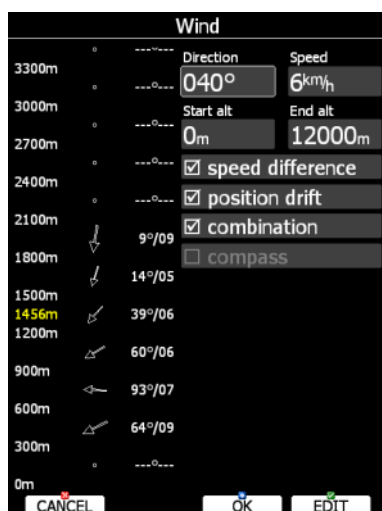 Wind
---°---
Direction Speed
3300m
---°---
040° 6km/h
3000m
Start alt End alt
---°---
0m 12000m
2700m
---°---
speed difference
2400m
---°---
position drift
2100m
9°/09
combination
1800m
compass
14°/05
1500m
1456m
39°/06
1200m
60°/06
900m
93°/07
600m
64°/09
300m
---°---
0m
CANCEL OK EDIT